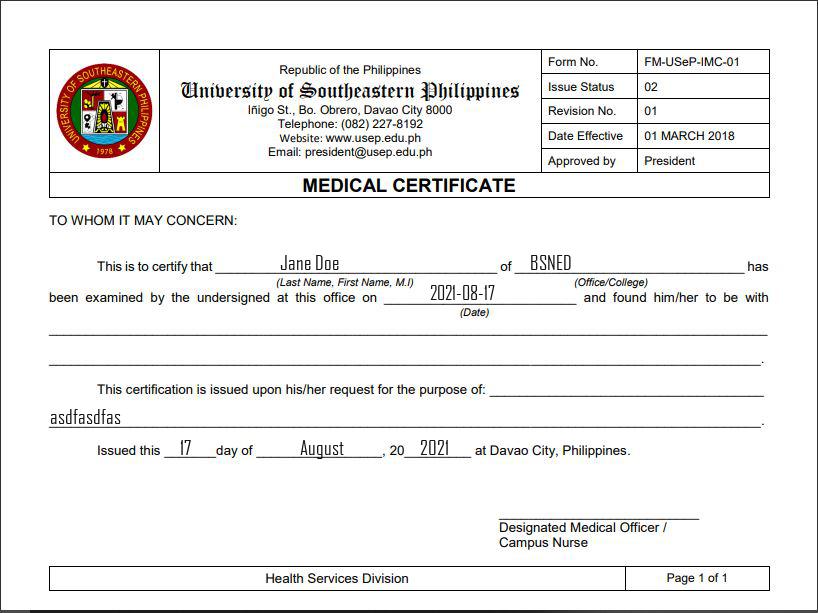 UNIVERSITY OF SOUTHEASTERN PHILIPPINES
1978
Republic of the Philippines
University of Southeastern Philippines
Iñigo St., Bo. Obrero, Davao City 8000
Telephone: (082) 227-8192
Website: www.usep.edu.ph
Email: president@usep.edu.ph
Form No. FM-USeP-IMC-01
Issue Status 02
Revision No. 01
Date Effective 01 MARCH 2018
Approved by President
MEDICAL CERTIFICATE
TO WHOM IT MAY CONCERN:
This is to certify that Jane Doe of BSNED has
(Last Name, First Name, M.I) (Office/College)
been examined by the undersigned at this office on 2021-08-17 and found him/her to be with
(Date)
.
This certification is issued upon his/her request for the purpose of:
asdfasdfas.
Issued this 17 day of August, 20 2021 at Davao City, Philippines.
Designated Medical Officer /
Campus Nurse
Health Services Division Page 1 of 1